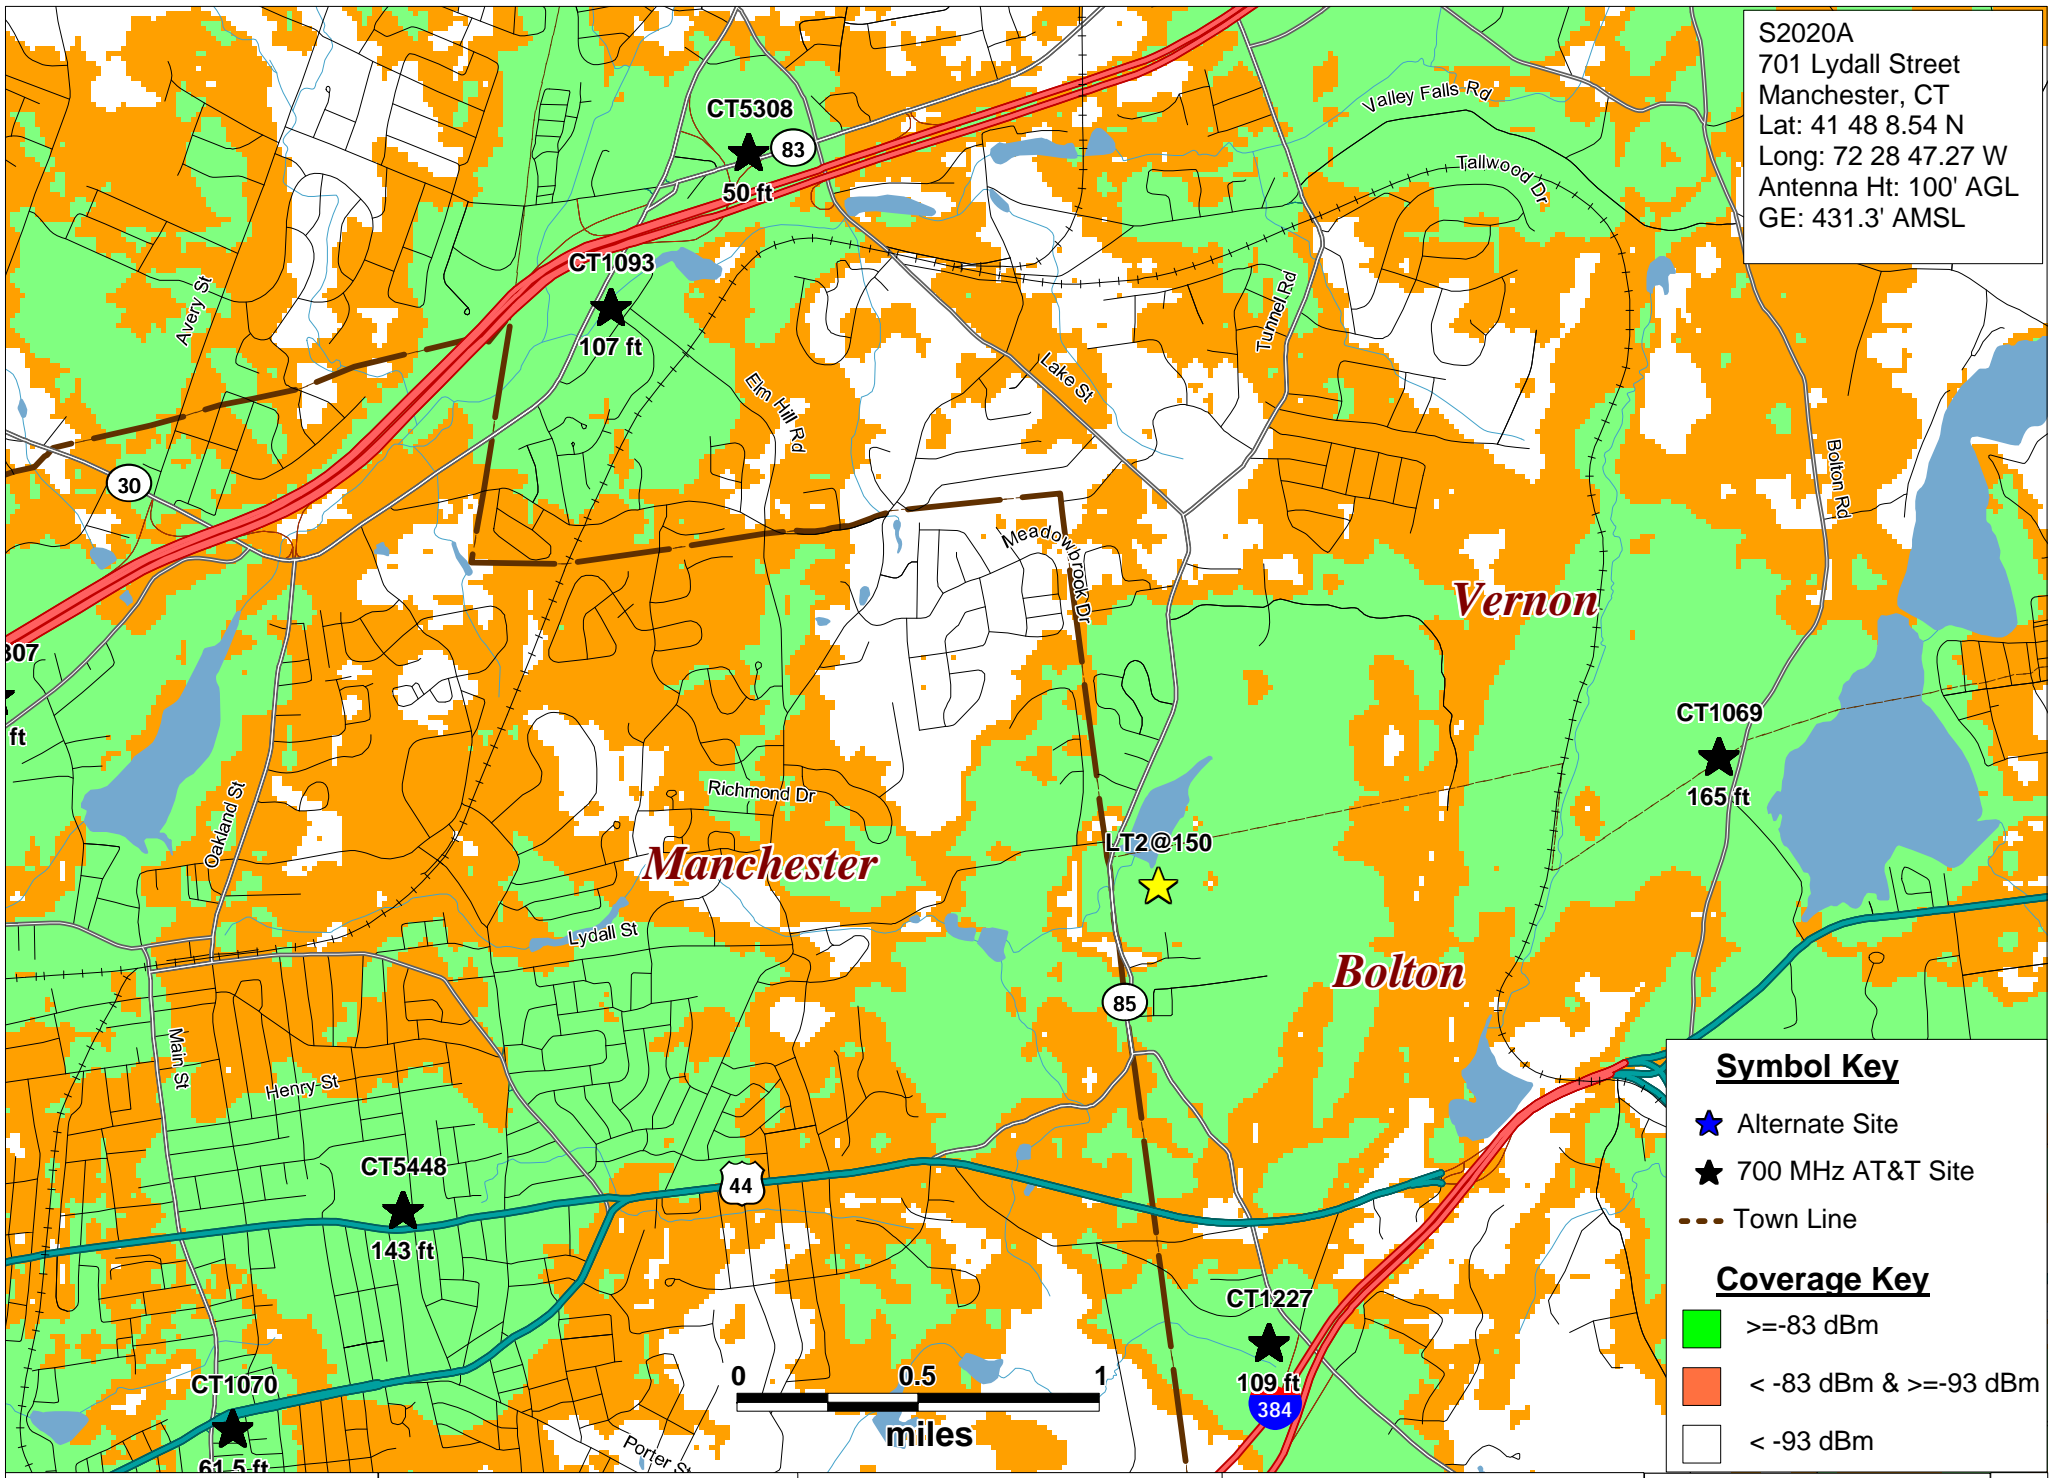 S2020A
701 Lydall Street
Manchester, CT
Lat: 41 48 8.54 N
Long: 72 28 47.27 W
Antenna Ht: 100' AGL
GE: 431.3' AMSL
Valley Falls Rd
CT5308
83
Tallwood Dr
50 ft
CT1093
Avery St
Tunnel Rd
107 ft
Lake St
Elm Hill Rd
Bolton Rd
30
Meadowbrook Dr
Vernon
307
CT1069
ft
Richmond Dr
165 ft
Oakland St
LT2@150
Manchester
Lydall St
Bolton
85
Main St
Henry St
CT5448
44
143 ft
CT1227
0 0.5 1
miles
109 ft
384
CT1070
61.5 ft
Porter St
Symbol Key
Alternate Site
700 MHz AT&T Site
Town Line
Coverage Key
>=-83 dBm
< -83 dBm & >=-93 dBm
< -93 dBm